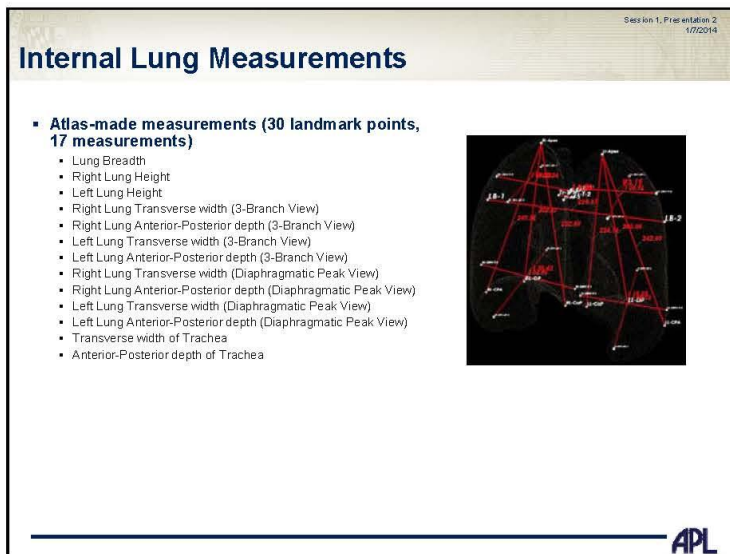 Session 1, Presentation 2
1/7/2014
Internal Lung Measurements
▪ Atlas-made measurements (30 landmark points,
17 measurements)
▪ Lung Breadth
▪ Right Lung Height
▪ Left Lung Height
▪ Right Lung Transverse width (3-Branch View)
▪ Right Lung Anterior-Posterior depth (3-Branch View)
▪ Left Lung Transverse width (3-Branch View)
▪ Left Lung Anterior-Posterior depth (3-Branch View)
▪ Right Lung Transverse width (Diaphragmatic Peak View)
▪ Right Lung Anterior-Posterior depth (Diaphragmatic Peak View)
▪ Left Lung Transverse width (Diaphragmatic Peak View)
▪ Left Lung Anterior-Posterior depth (Diaphragmatic Peak View)
▪ Transverse width of Trachea
▪ Anterior-Posterior depth of Trachea
LB-1
LB-2
APL